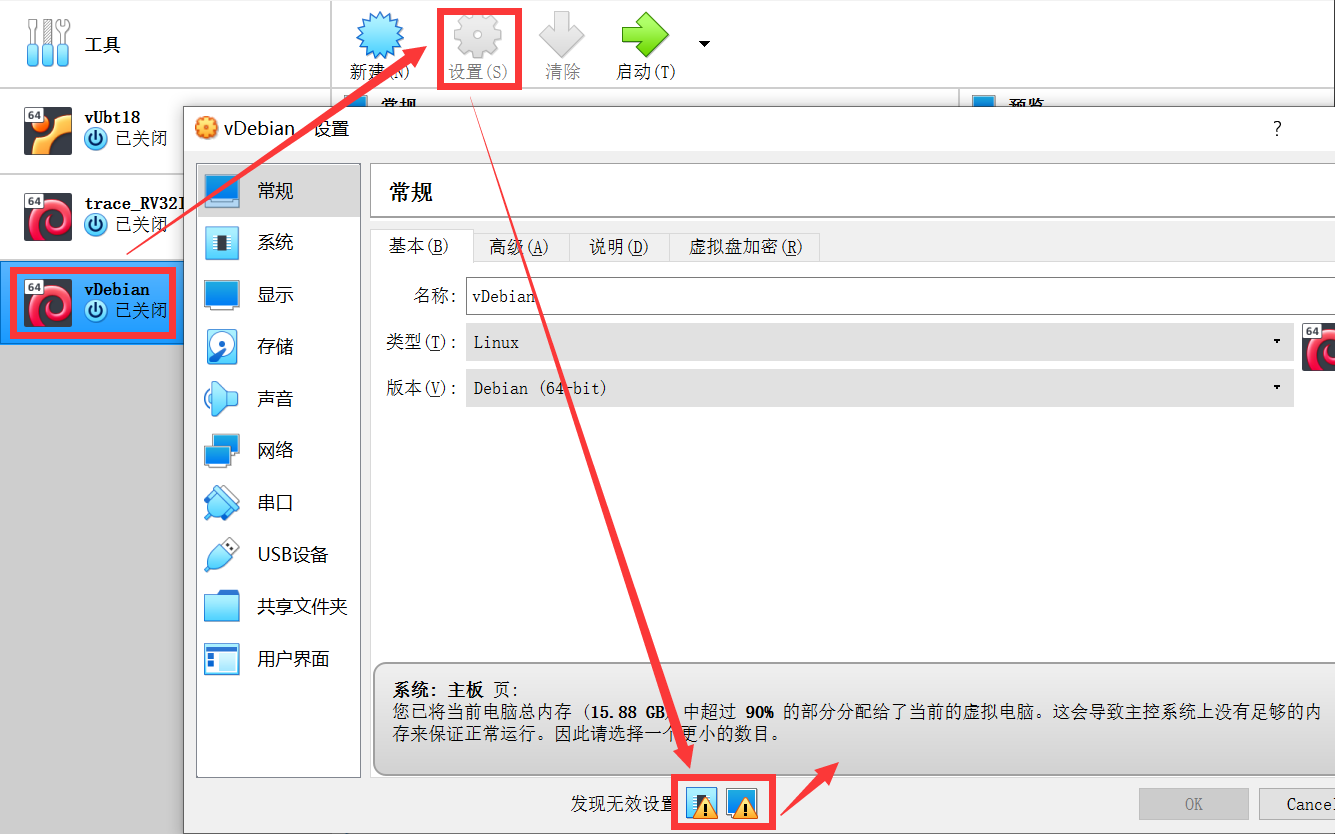 工具
新建(N)
设置(S)
清除
启动(T)
常规
预览
64
vUbt18
已关闭
64
trace_RV32I
已关闭
64
vDebian
已关闭
vDebian
设置
?
常规
系统
显示
存储
声音
网络
串口
USB设备
共享文件夹
用户界面
常规
基本(B)
高级(A)
说明(D)
虚拟盘加密(R)
名称:
vDebian
类型(T):
Linux
64
版本(V):
Debian (64-bit)
系统: 主板 页:
您已将当前电脑总内存 (15.88 GB) 中超过 90% 的部分分配给了当前的虚拟电脑。这会导致主控系统上没有足够的内
存来保证正常运行。因此请选择一个更小的数目。
发现无效设置
OK
Cancel